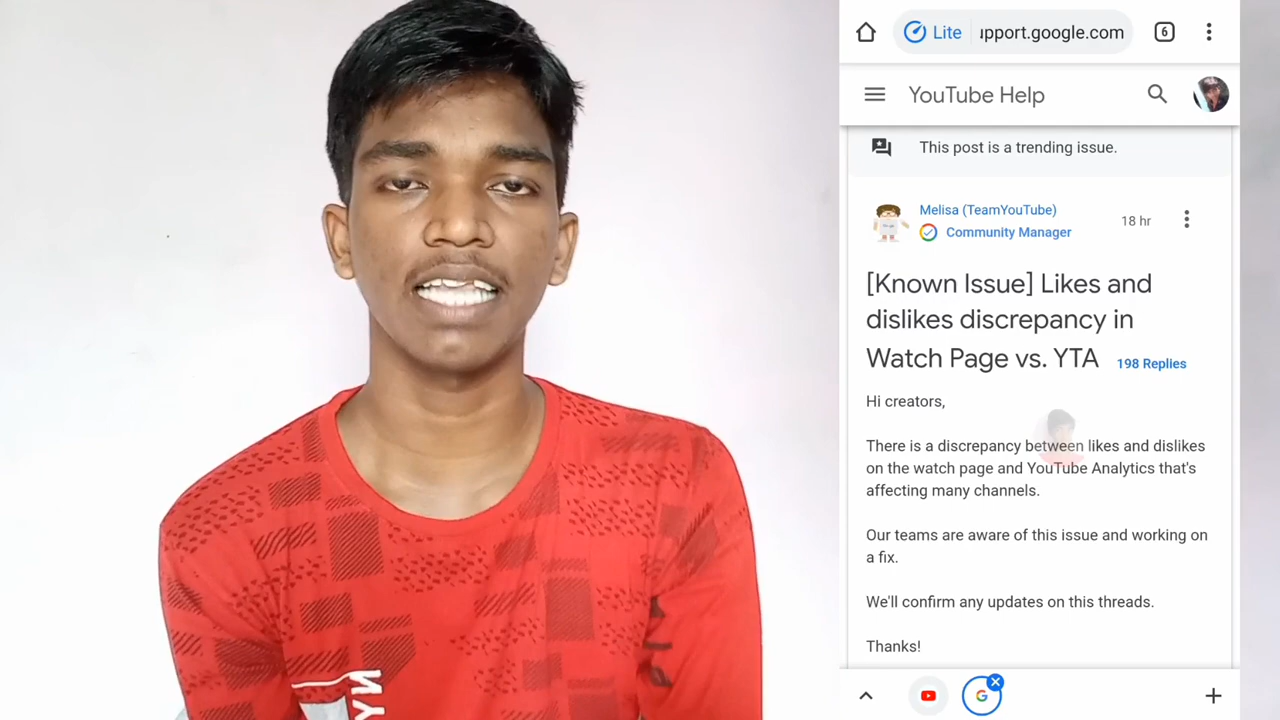 Lite
upport.google.com
6
YouTube Help
This post is a trending issue.
Melisa (TeamYouTube)
18 hr
Community Manager
[Known Issue] Likes and
dislikes discrepancy in
Watch Page vs. YTA 198 Replies
Hi creators,
There is a discrepancy between likes and dislikes
on the watch page and YouTube Analytics that's
affecting many channels.
Our teams are aware of this issue and working on
a fix.
We'll confirm any updates on this threads.
Thanks!